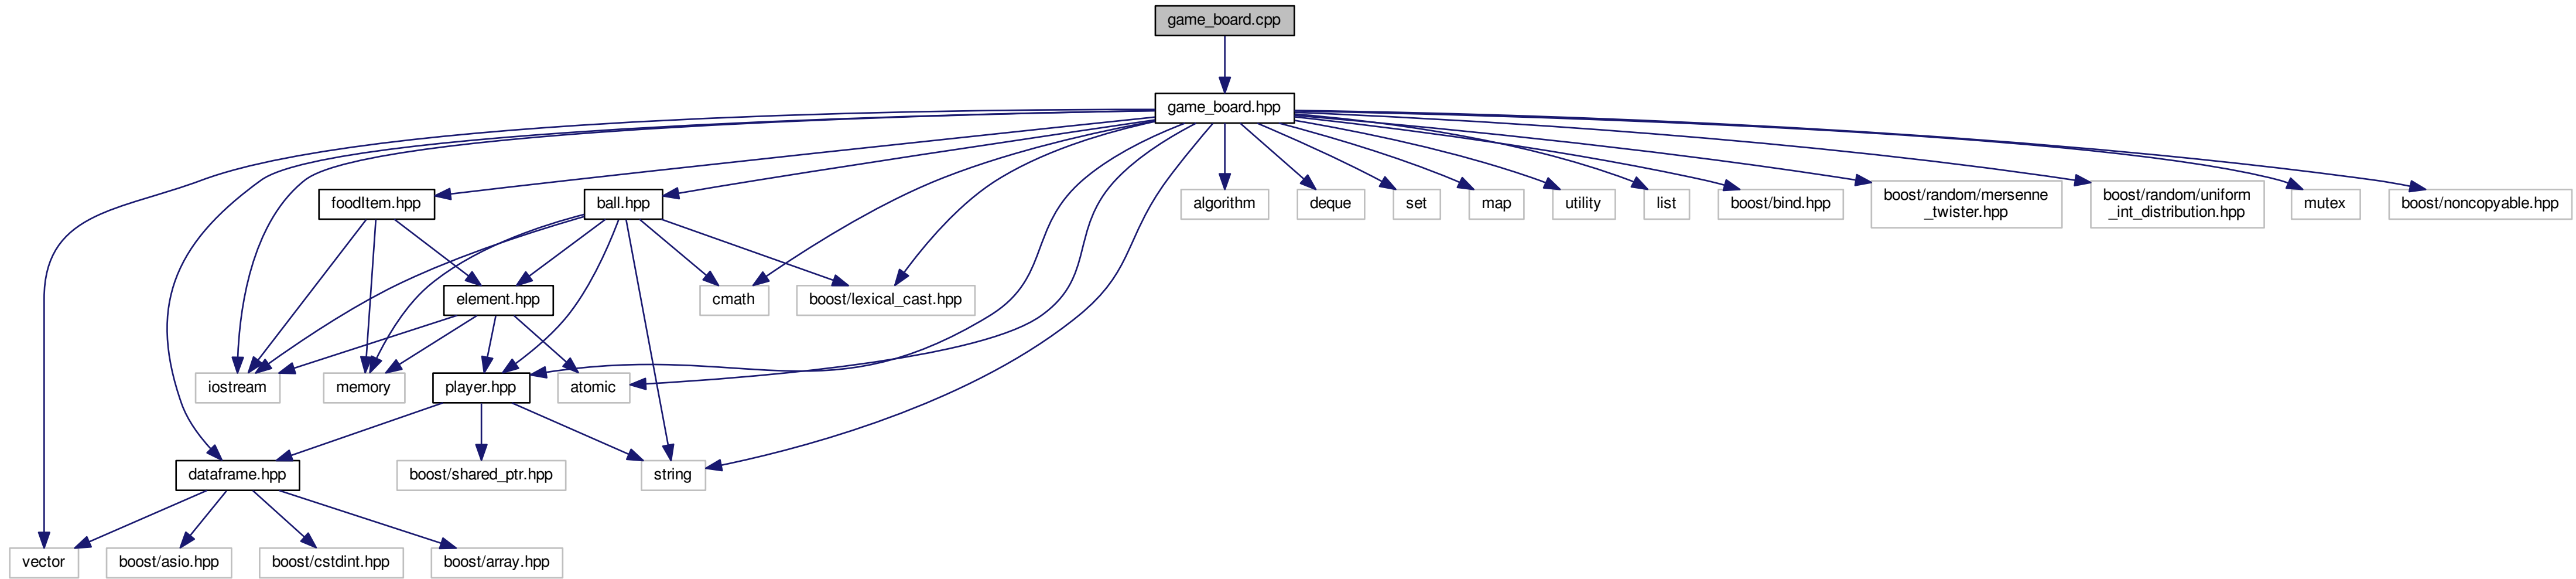 game_board.cpp
game_board.hpp
foodItem.hpp
ball.hpp
algorithm
deque
set
map
utility
list
boost/bind.hpp
boost/random/mersenne
_twister.hpp
boost/random/uniform
_int_distribution.hpp
mutex
boost/noncopyable.hpp
element.hpp
cmath
boost/lexical_cast.hpp
iostream
memory
player.hpp
atomic
dataframe.hpp
boost/shared_ptr.hpp
string
vector
boost/asio.hpp
boost/cstdint.hpp
boost/array.hpp